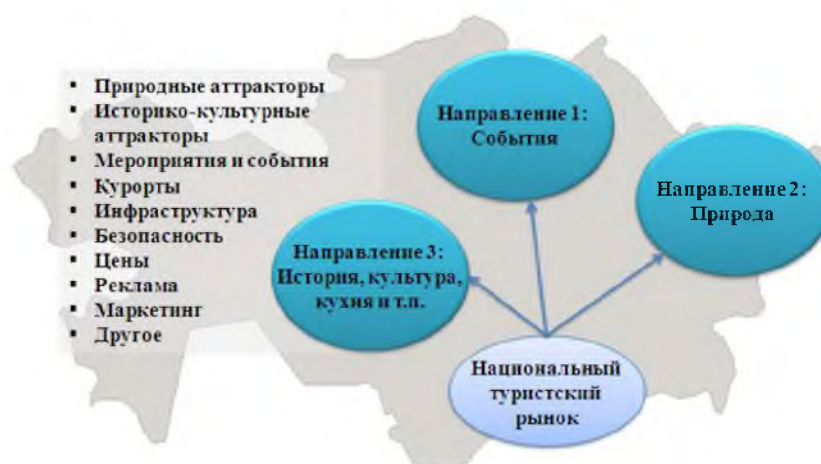 ▪ Природные аттракторы
▪ Историко-культурные
аттракторы
▪ Мероприятия и события
▪ Курорты
▪ Инфраструктура
▪ Безопасность
▪ Цены
▪ Реклама
▪ Маркетинг
▪ Другое
Направление 1:
События
Направление 2:
Природа
Направление 3:
История, культура,
кухня и т.п.
Национальный
туристский
рынок